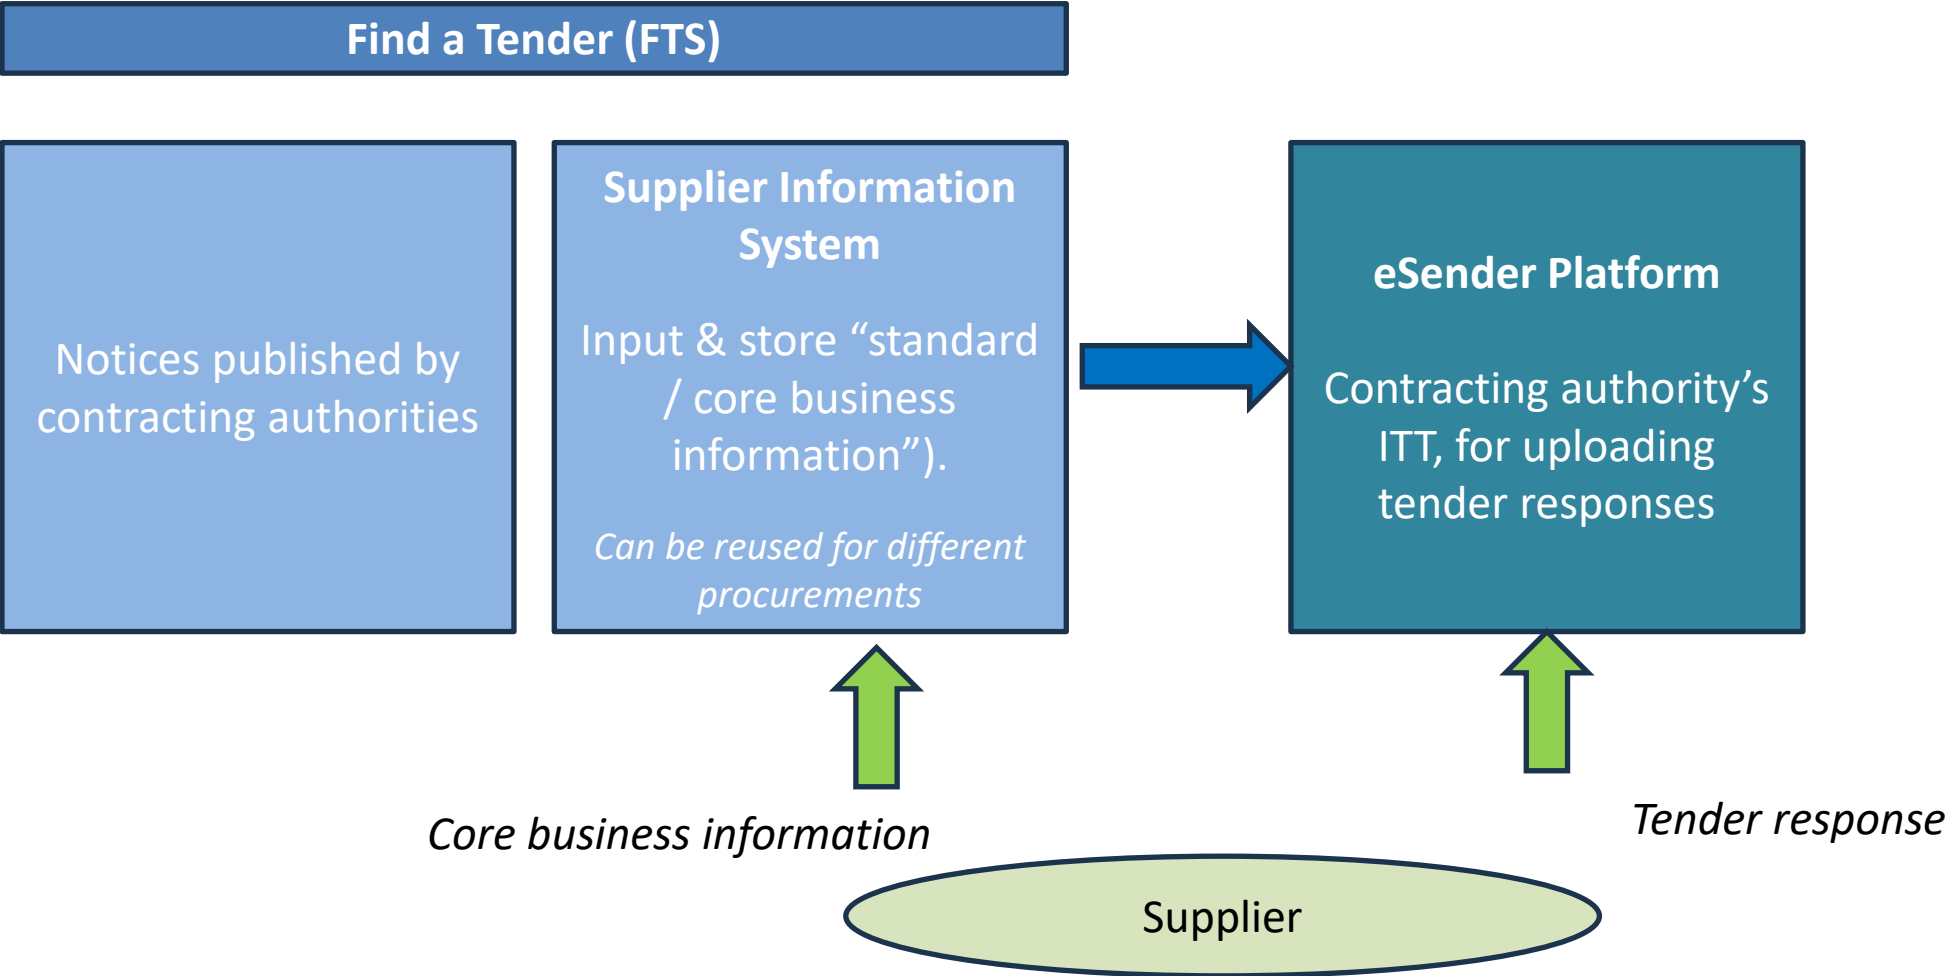 Find a Tender (FTS)
Notices published by
contracting authorities
Supplier Information
System
Input & store “standard
/ core business
information”).
Can be reused for different
procurements
eSender Platform
Contracting authority’s
ITT, for uploading
tender responses
Core business information
Tender response
Supplier